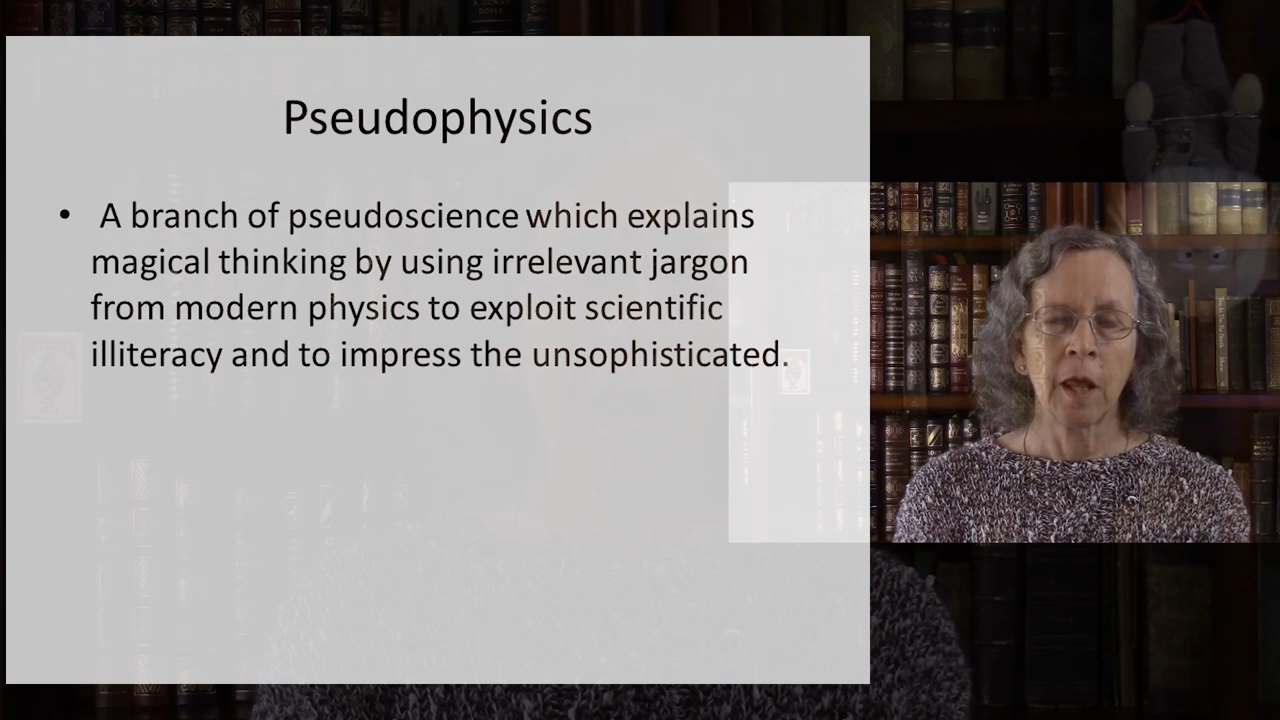 Pseudophysics
• A branch of pseudoscience which explains
magical thinking by using irrelevant jargon
from modern physics to exploit scientific
illiteracy and to impress the unsophisticated.